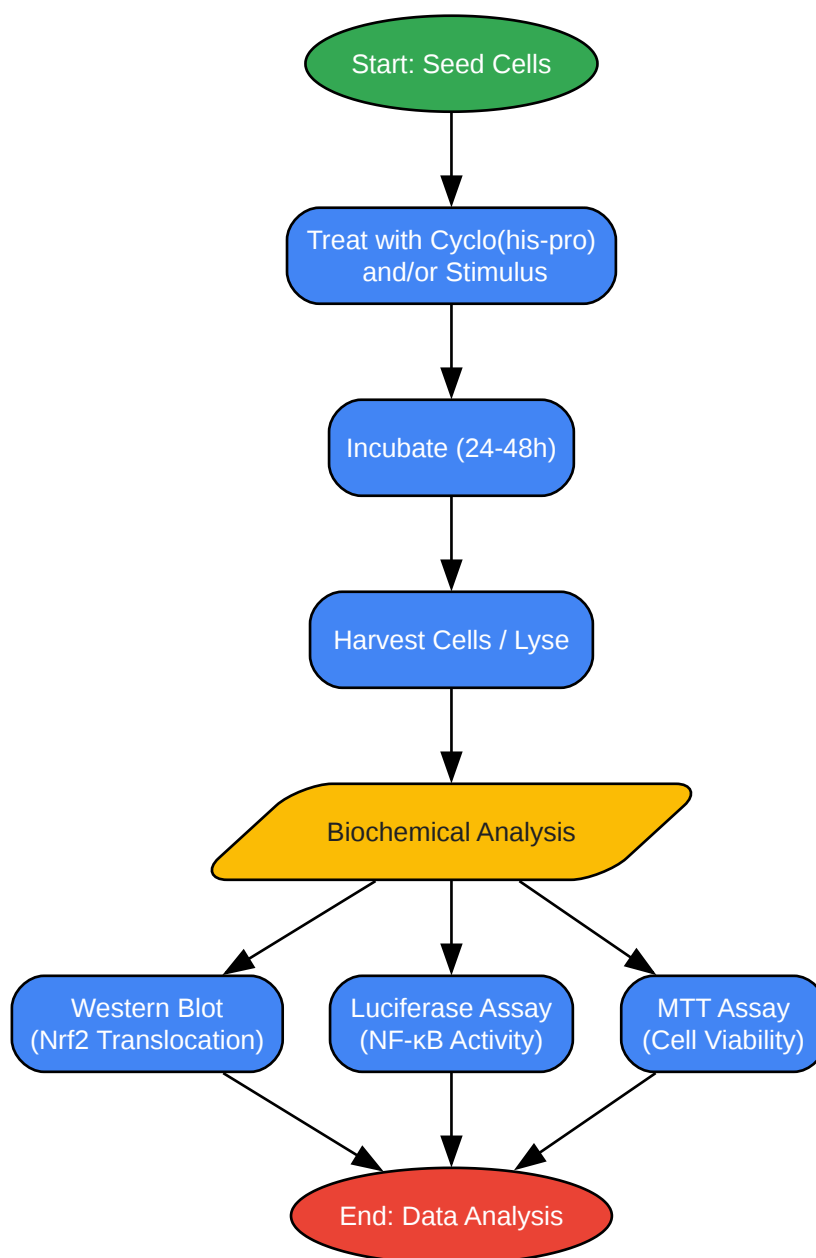 Start: Seed Cells
Treat with Cyclo(his-pro)
and/or Stimulus
Incubate (24-48h)
Harvest Cells / Lyse
Biochemical Analysis
Western Blot
(Nrf2 Translocation)
Luciferase Assay
(NF-κB Activity)
MTT Assay
(Cell Viability)
End: Data Analysis